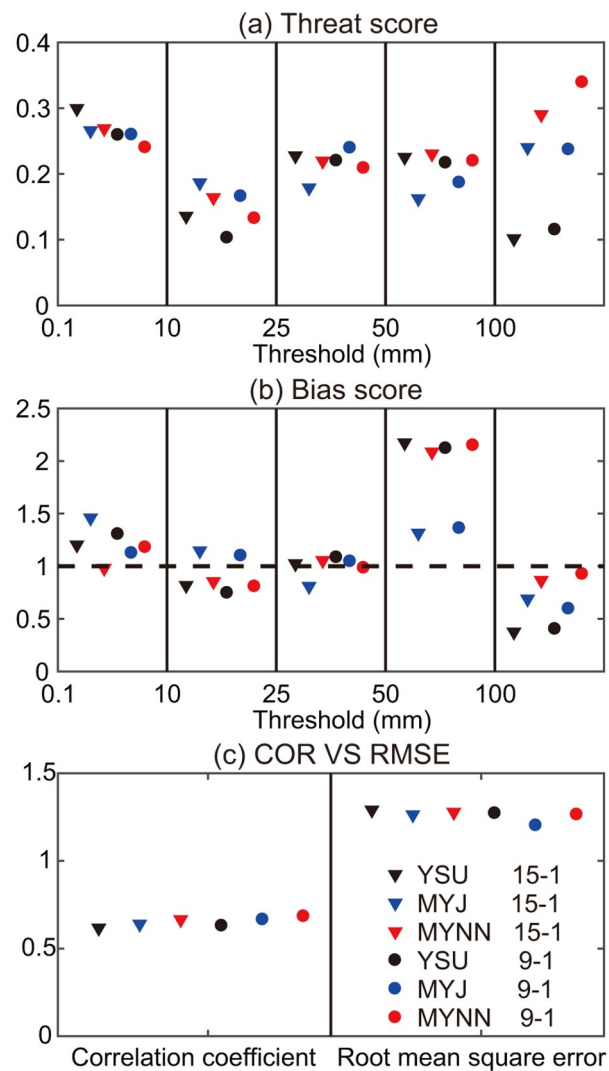 (a) Threat score
0.4
0.3
0.2
0.1
0
0.1 10 25 50 100
Threshold (mm)
(b) Bias score
2.5
2
1.5
1
0.5
0
0.1 10 25 50 100
Threshold (mm)
(c) COR VS RMSE
1.5
1
0.5
0
YSU 15-1
MYJ 15-1
MYNN 15-1
YSU 9-1
MYJ 9-1
MYNN 9-1
Correlation coefficient Root mean square error